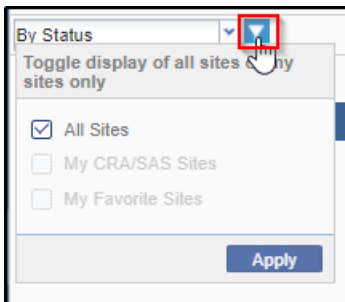 By Status
Toggle display of all sites o
ny
sites only
All Sites
My CRA/SAS Sites
My Favorite Sites
Apply